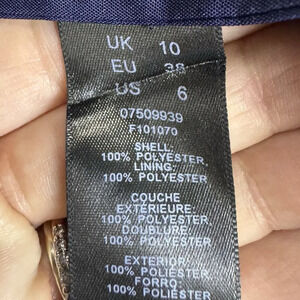 UK 10
EU 38
US 6
07509939
F101070
SHELL:
100% POLYESTER.
LINING:
100% POLYESTER.
COUCHE
EXTÉRIEURE:
100% POLYESTER.
DOUBLURE:
100% POLYESTER.
EXTERIOR:
100% POLIÉSTER.
FORRO:
100% POLIÉSTER.